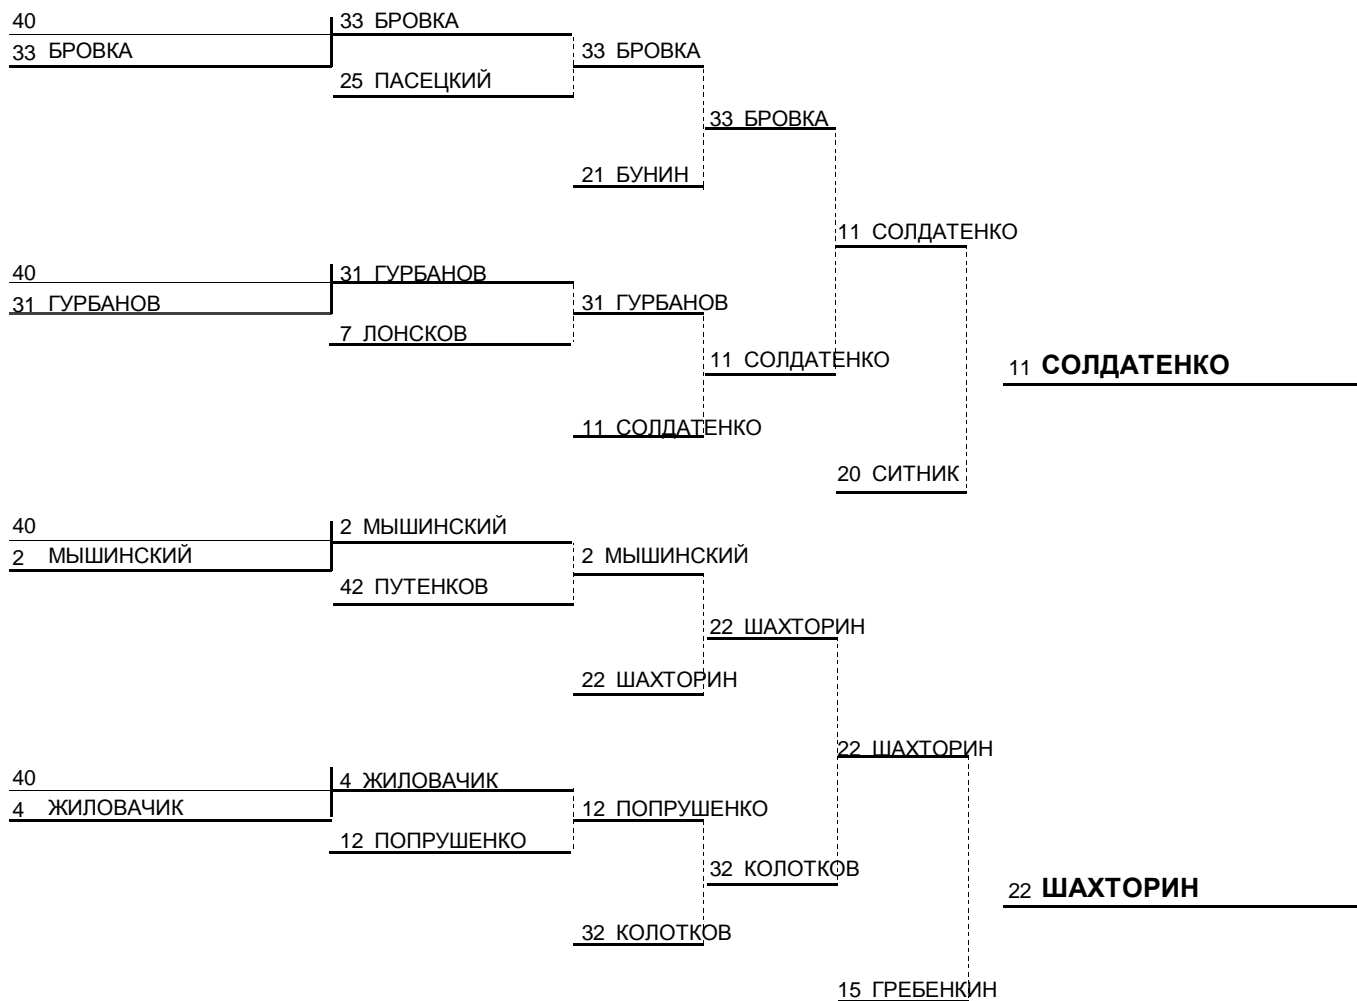 40
33 БРОВКА
33 БРОВКА
33 БРОВКА
25 ПАСЕЦКИЙ
33 БРОВКА
21 БУНИН
11 СОЛДАТЕНКО
40
31 ГУРБАНОВ
31 ГУРБАНОВ
31 ГУРБАНОВ
7 ЛОНСКОВ
11 СОЛДАТЕНКО
11 СОЛДАТЕНКО
11 СОЛДАТЕНКО
20 СИТНИК
40
2 МЫШИНСКИЙ
2 МЫШИНСКИЙ
2 МЫШИНСКИЙ
42 ПУТЕНКОВ
22 ШАХТОРИН
22 ШАХТОРИН
22 ШАХТОРИН
40
4 ЖИЛОВАЧИК
4 ЖИЛОВАЧИК
12 ПОПРУШЕНКО
12 ПОПРУШЕНКО
32 КОЛОТКОВ
22 ШАХТОРИН
32 КОЛОТКОВ
15 ГРЕБЕНКИН